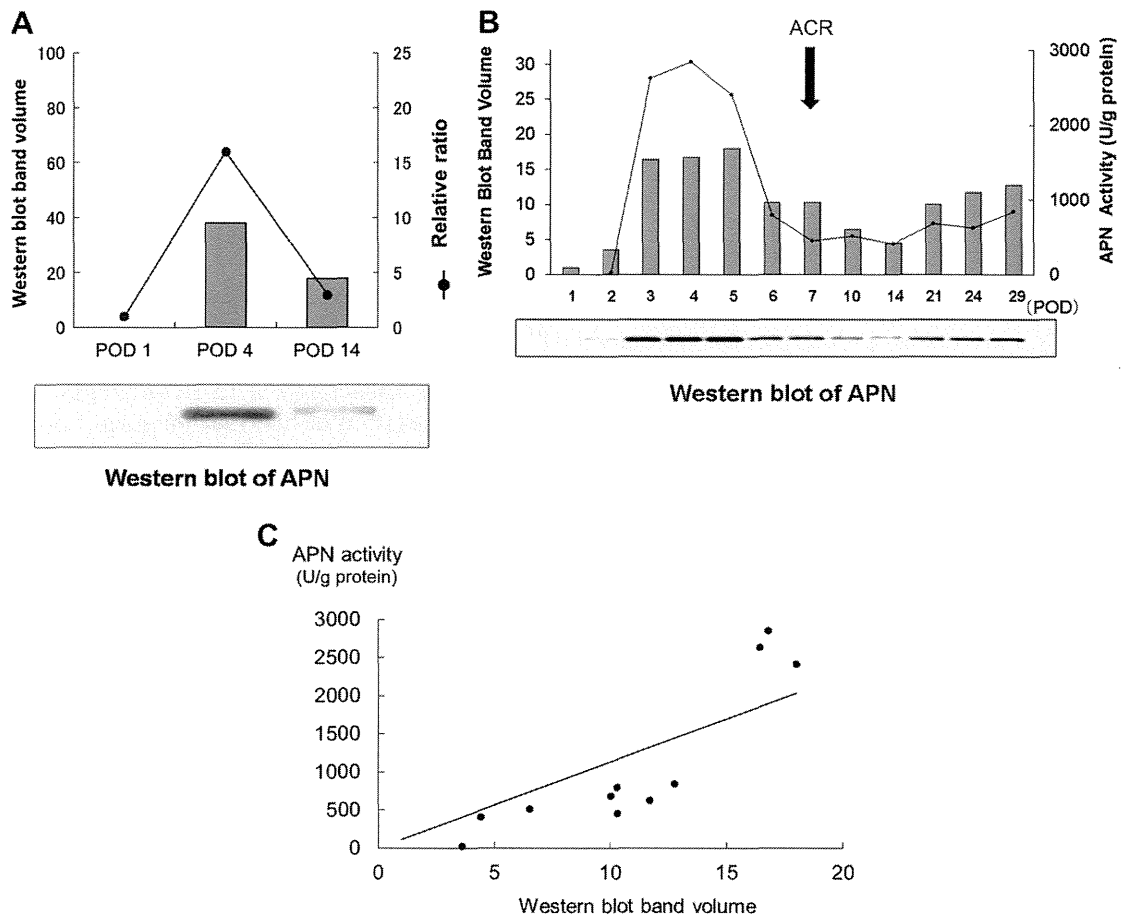 A
Western blot band volume
100
80
60
40
20
0
25
20
15
10
5
0
Relative ratio
POD 1 POD 4 POD 14
Western blot of APN
B
ACR
Western Blot Band Volume
30
25
20
15
10
5
0
3000
2000
1000
0
APN Activity (U/g protein)
1 2 3 4 5 6 7 10 14 21 24 29 (POD)
Western blot of APN
C
APN activity
(U/g protein)
3000
2500
2000
1500
1000
500
0
0 5 10 15 20
Western blot band volume